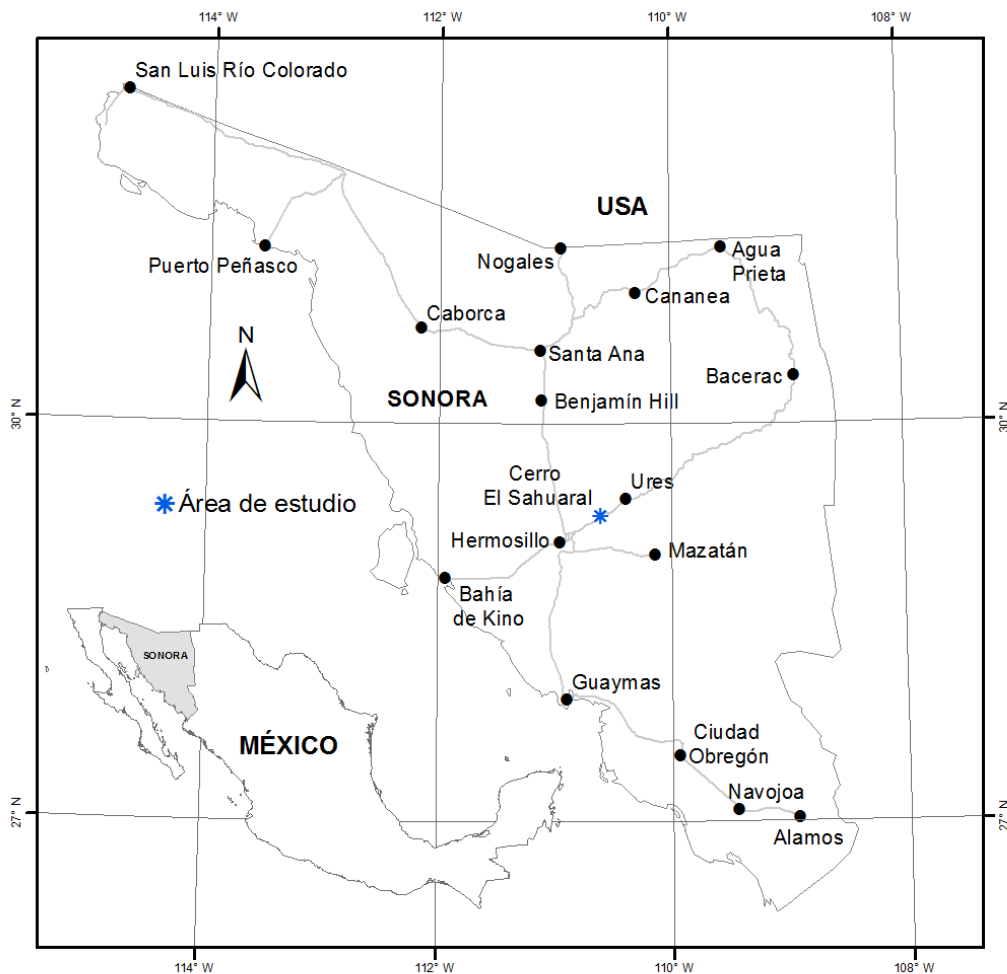 114° W
112° W
110° W
108° W
San Luis Río Colorado
USA
Puerto Peñasco
Nogales
Agua
Prieta
Cananea
Caborca
N
Santa Ana
Bacerac
SONORA
Benjamín Hill
30° N
30° N
Cerro
El Sahuaral
Ures
Área de estudio
Hermosillo
Mazatán
Bahía
de Kino
SONORA
Guaymas
MÉXICO
Ciudad
Obregón
Navojoa
27° N
27° N
Alamos
114° W
112° W
110° W
108° W